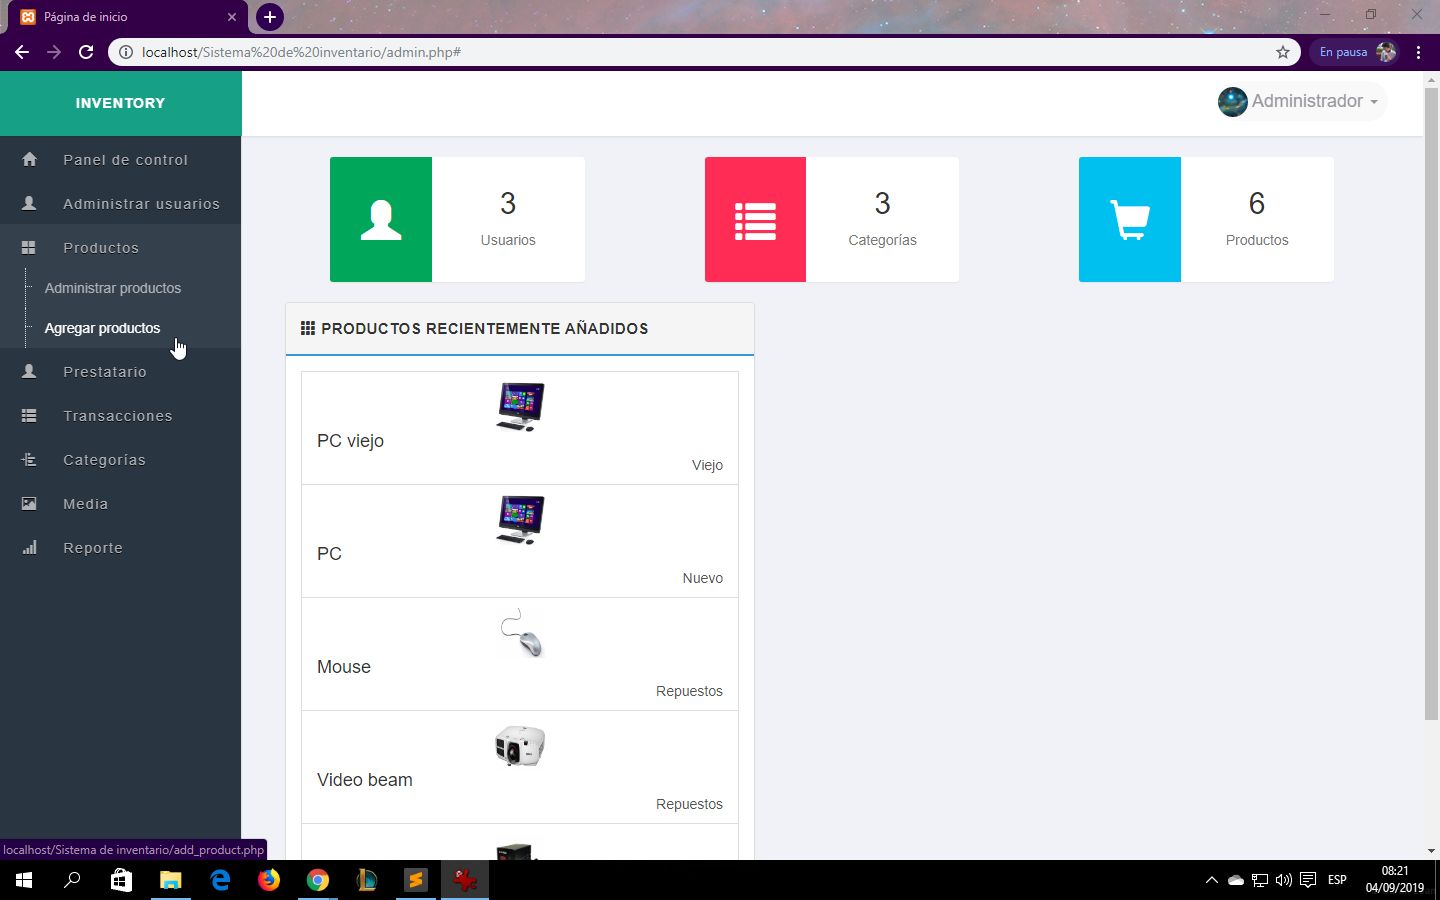 Página de inicio
localhost/Sistema%20de%20inventario/admin.php#
En pausa
INVENTORY
Administrador
Panel de control
Administrar usuarios
Productos
Administrar productos
Agregar productos
Prestatario
Transacciones
Categorías
Media
Reporte
3
Usuarios
3
Categorías
6
Productos
PRODUCTOS RECIENTEMENTE AÑADIDOS
PC viejo
Viejo
PC
Nuevo
Mouse
Repuestos
Video beam
Repuestos
localhost/Sistema de inventario/add_product.php
ESP
08:21
04/09/2019